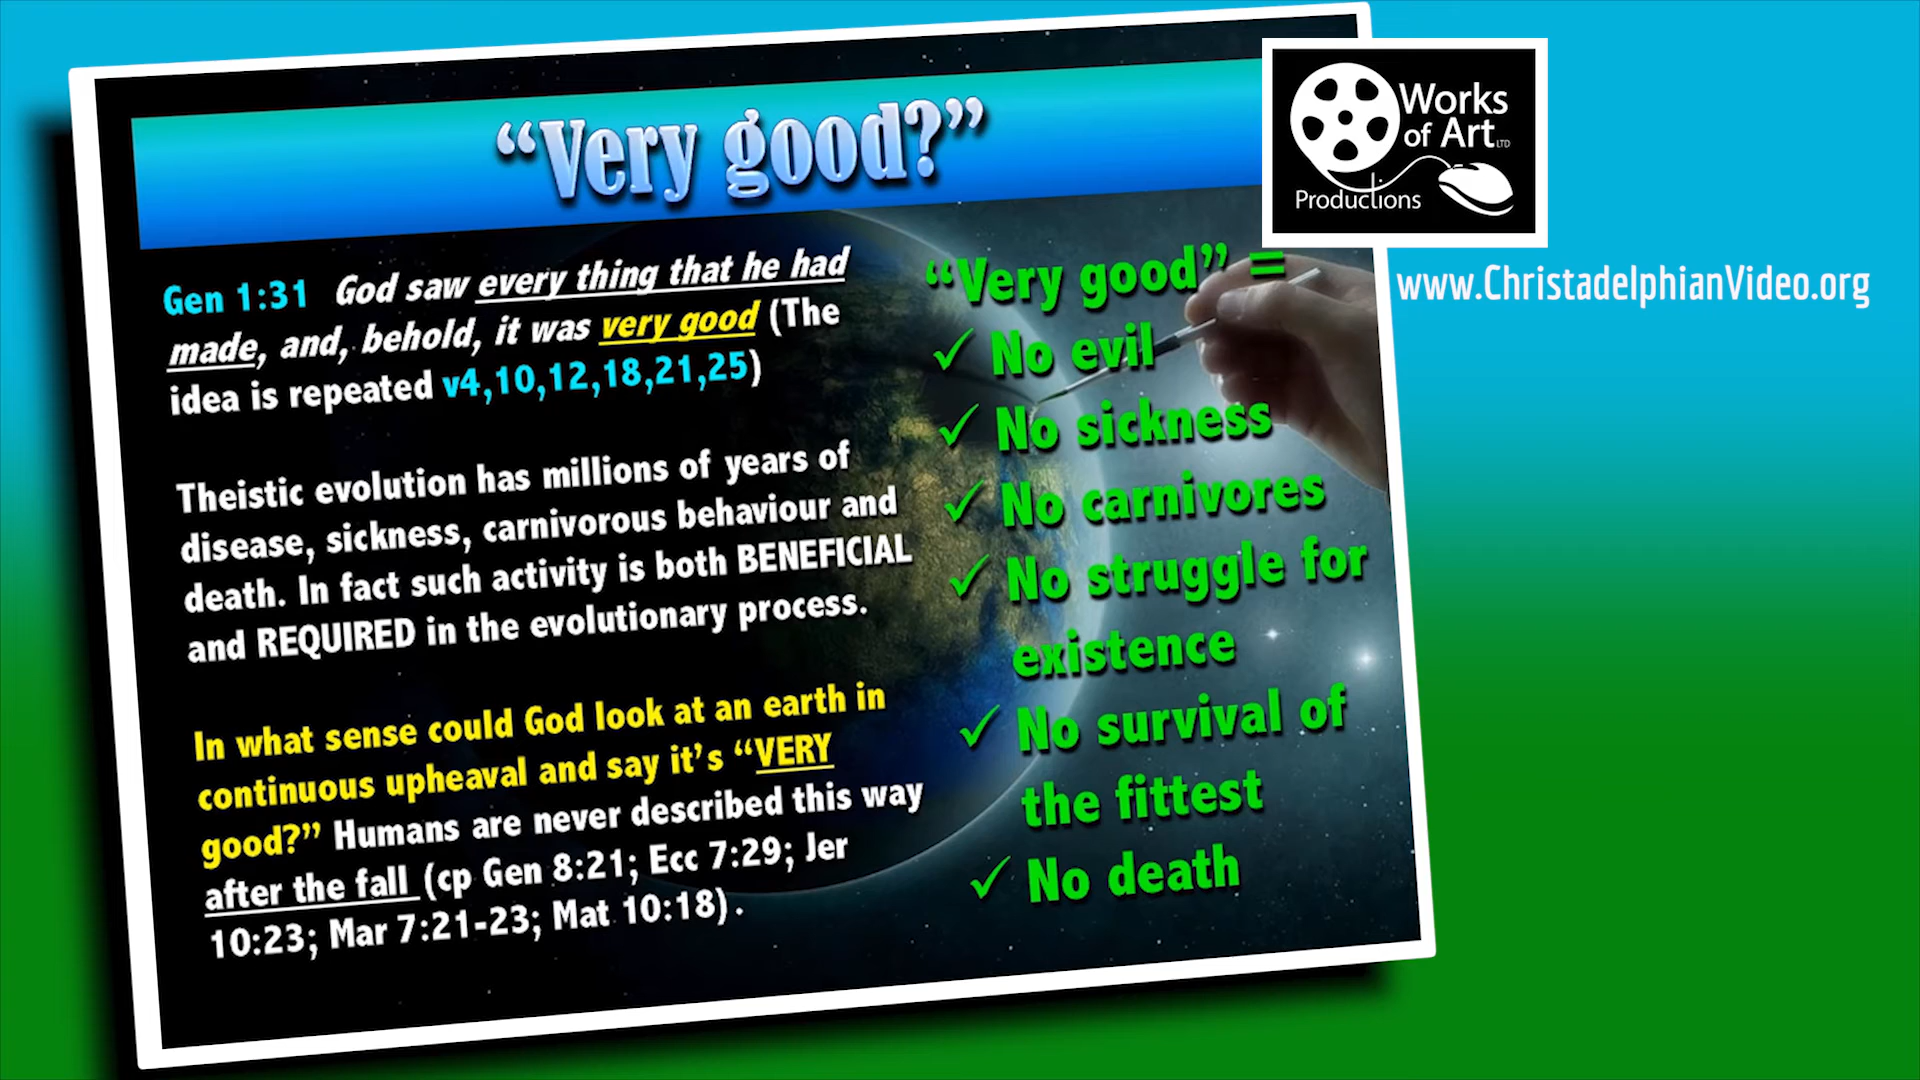 “Very good?”
Gen 1:31 God saw every thing that he had
made, and, behold, it was very good (The
idea is repeated v4,10,12,18,21,25)
Theistic evolution has millions of years of
disease, sickness, carnivorous behaviour and
death. In fact such activity is both BENEFICIAL
and REQUIRED in the evolutionary process.
In what sense could God look at an earth in
continuous upheaval and say it’s “VERY
good?” Humans are never described this way
after the fall (cp Gen 8:21; Ecc 7:29; Jer
10:23; Mar 7:21-23; Mat 10:18).
“Very good” =
✓ No evil
✓ No sickness
✓ No carnivores
✓ No struggle for
existence
✓ No survival of
the fittest
✓ No death
Works
of Art LTD
Productions
www.ChristadelphianVideo.org